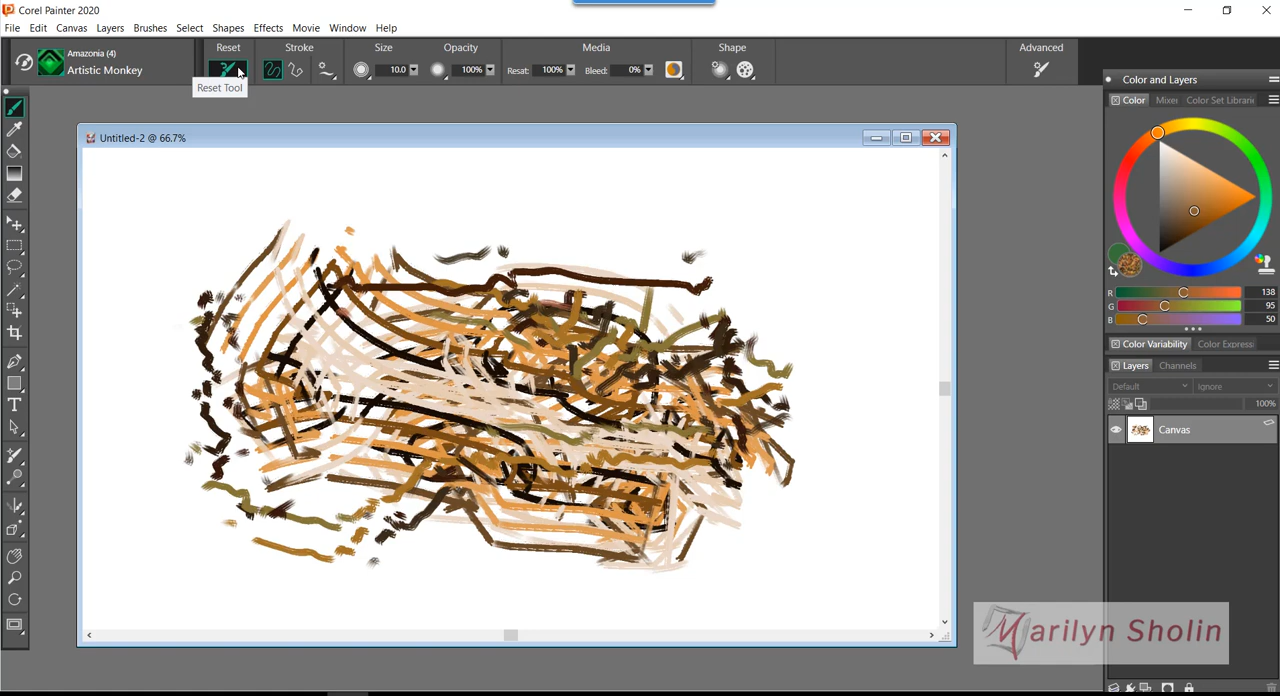 Corel Painter 2020
File Edit Canvas Layers Brushes Select Shapes Effects Movie Window Help
Amazonia (4)
Artistic Monkey
Reset Stroke Size Opacity Media Shape Advanced
10.0 100% Resat: 100% Bleed: 0%
Reset Tool
Color and Layers
Color Mixer Color Set Librari
Untitled-2 @ 66.7%
R 138
G 95
B 50
Color Variability Color Express
Layers Channels
Default Ignore
100%
Canvas
Marilyn Sholin